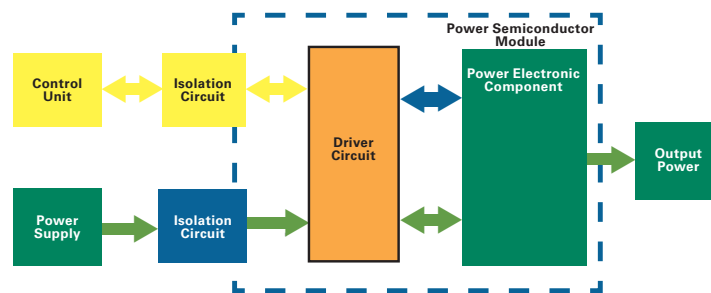 Power Semiconductor
Module
Control
Unit
Isolation
Circuit
Power Electronic
Component
Driver
Circuit
Output
Power
Power
Supply
Isolation
Circuit